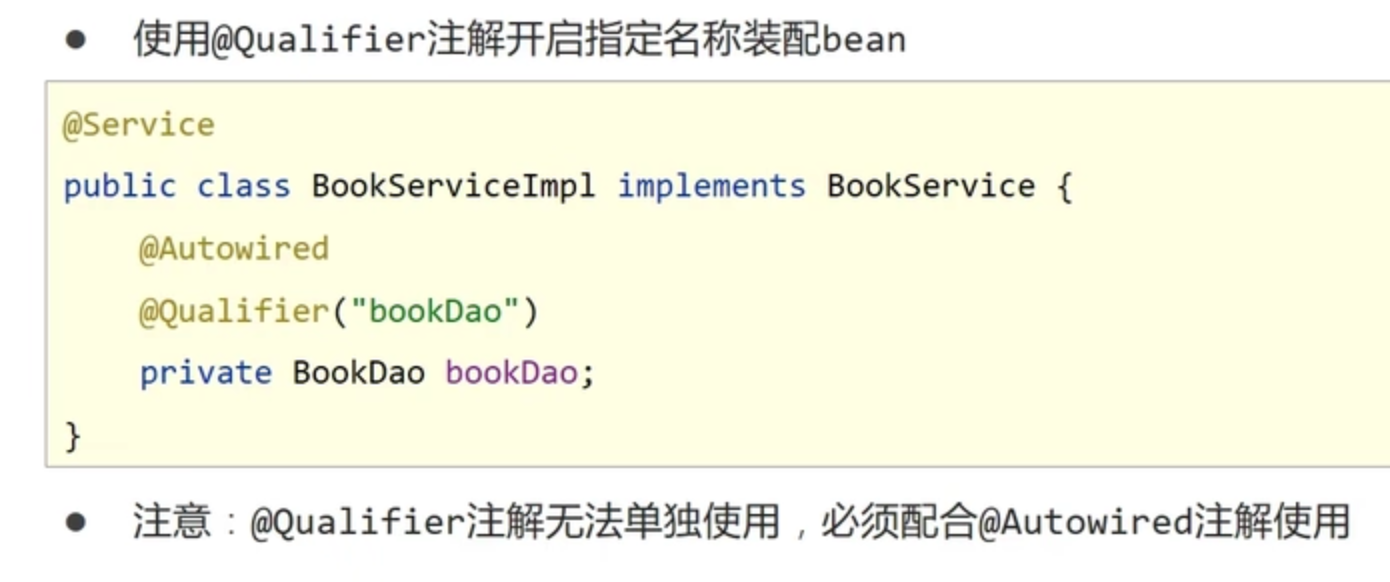 ● 使用@Qualifier注解开启指定名称装配bean
@Service
public class BookServiceImpl implements BookService {
    @Autowired
    @Qualifier("bookDao")
    private BookDao bookDao;
}
● 注意：@Qualifier注解无法单独使用，必须配合@Autowired注解使用